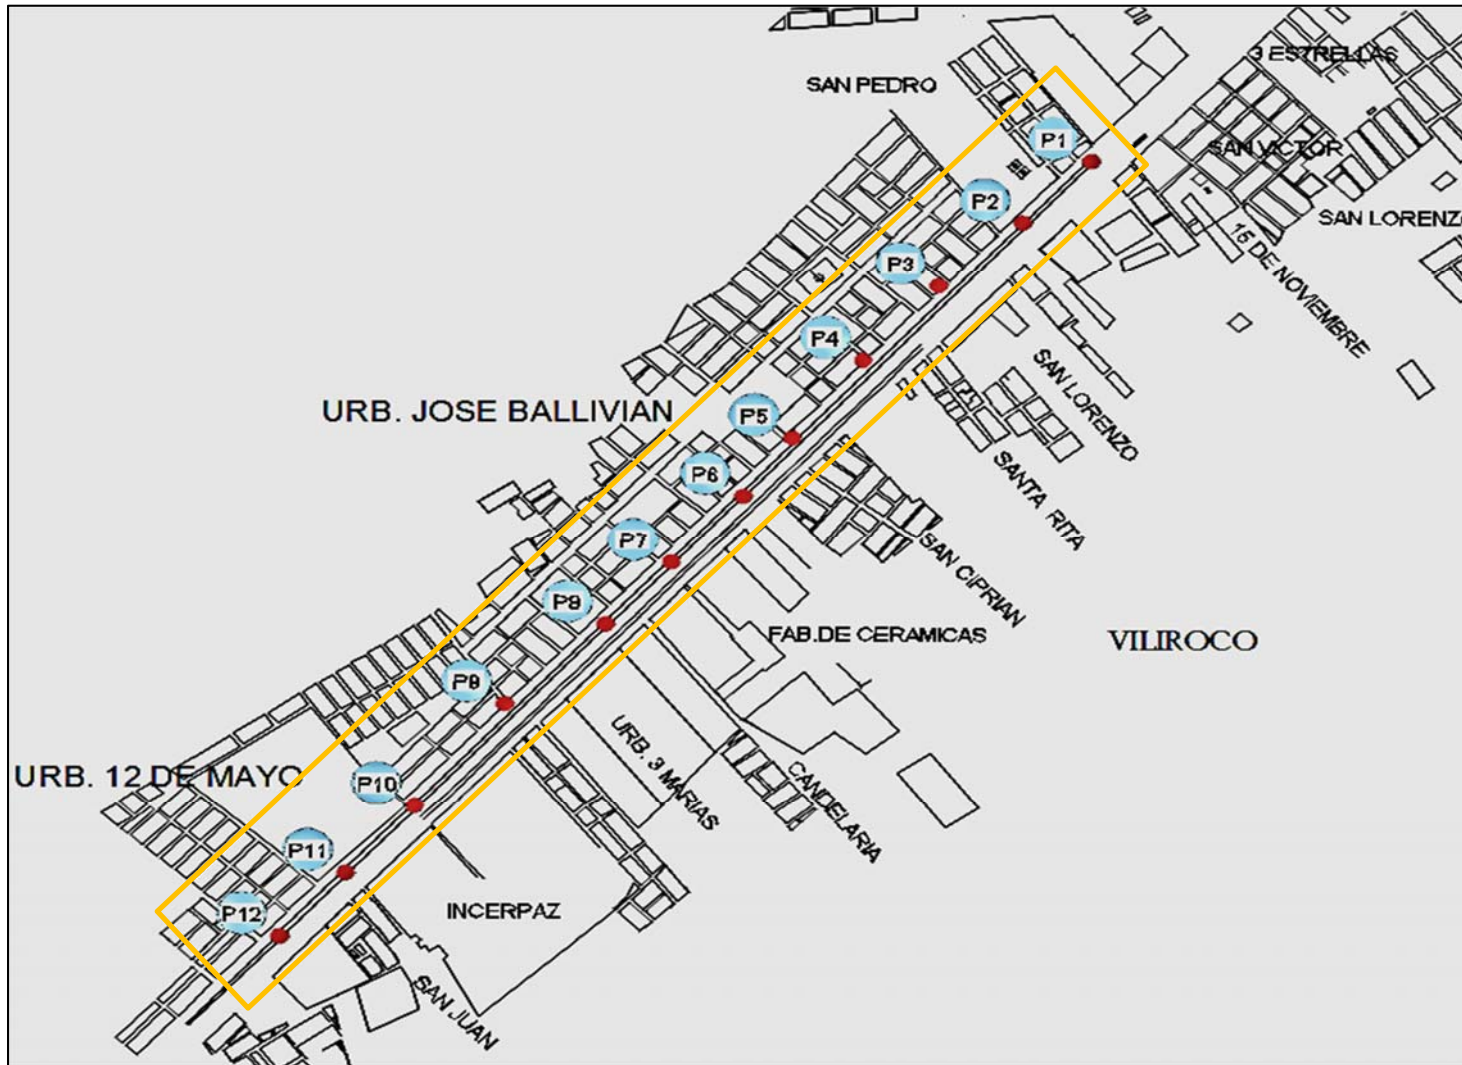 3 ESTRELLAS
SAN PEDRO
P1
SAN VICTOR
P2
SAN LORENZO
15 DE NOVIEMBRE
P3
P4
SAN LORENZO
URB. JOSE BALLIVIAN
P5
P6
SANTA RITA
P7
SAN CIPRIAN
P9
FAB.DE CERAMICAS
VILIROCO
P9
URB. 3 MARIAS
URB. 12 DE MAYO
P10
CANDELARIA
P11
P12
INCERPAZ
SAN JUAN